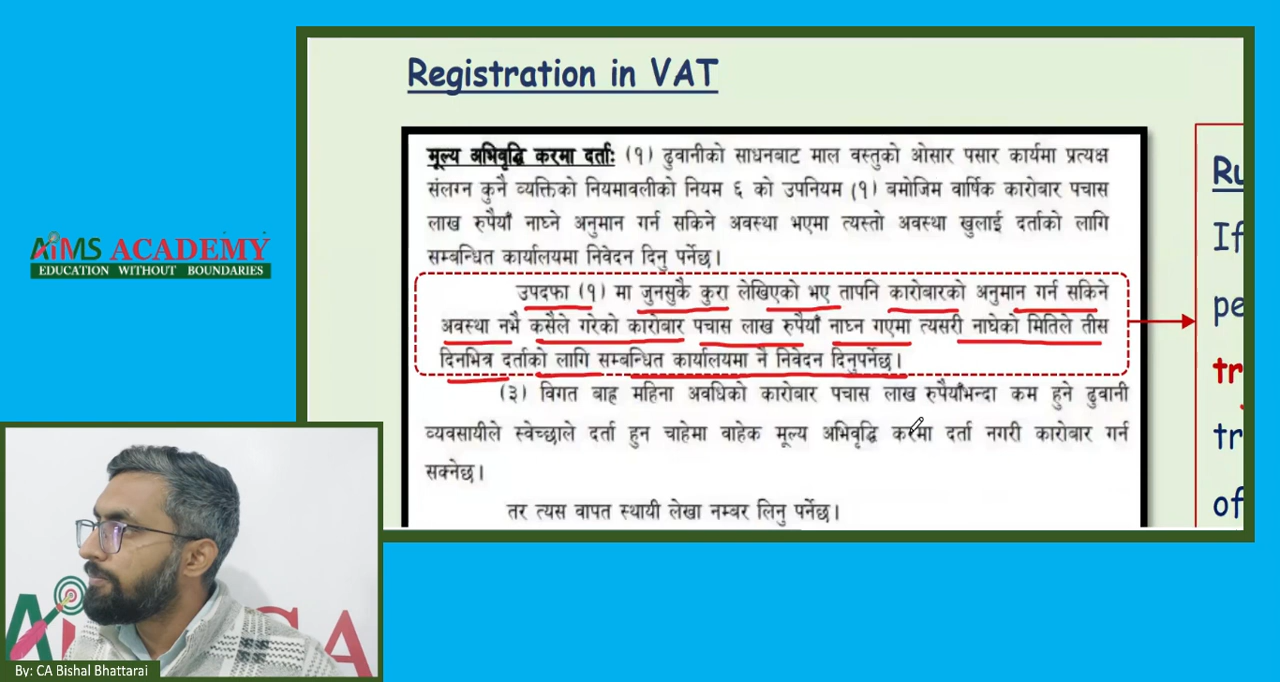 Registration in VAT
मूल्य अभिवृद्धि करमा दर्ताः (१) ढुवानीको साधनबाट माल वस्तुको ओसार पसार कार्यमा प्रत्यक्ष
संलग्न कुनै व्यक्तिको नियमावलीको नियम ६ को उपनियम (१) बमोजिम वार्षिक कारोबार पचास
लाख रुपैयाँ नाघ्ने अनुमान गर्न सकिने अवस्था भएमा त्यस्तो अवस्था खुलाई दर्ताको लागि
सम्बन्धित कार्यालयमा निवेदन दिनु पर्नेछ।
उपदफा (१) मा जुनसुकै कुरा लेखिएको भए तापनि कारोबारको अनुमान गर्न सकिने
अवस्था नभै कसैले गरेको कारोबार पचास लाख रुपैयाँ नाघ्न गएमा त्यसरी नाघेको मितिले तीस
दिनभित्र दर्ताको लागि सम्बन्धित कार्यालयमा नै निवेदन दिनुपर्नेछ।
(३) विगत बाह्र महिना अवधिको कारोबार पचास लाख रुपैयाँभन्दा कम हुने ढुवानी
व्यवसायीले स्वेच्छाले दर्ता हुन चाहेमा वाहेक मूल्य अभिवृद्धि करमा दर्ता नगरी कारोबार गर्न
सक्नेछ।
तर त्यस वापत स्थायी लेखा नम्बर लिनु पर्नेछ।
Ru
If
pe
tr
tr
of
AIMS ACADEMY
EDUCATION WITHOUT BOUNDARIES
A
CA
By: CA Bishal Bhattarai